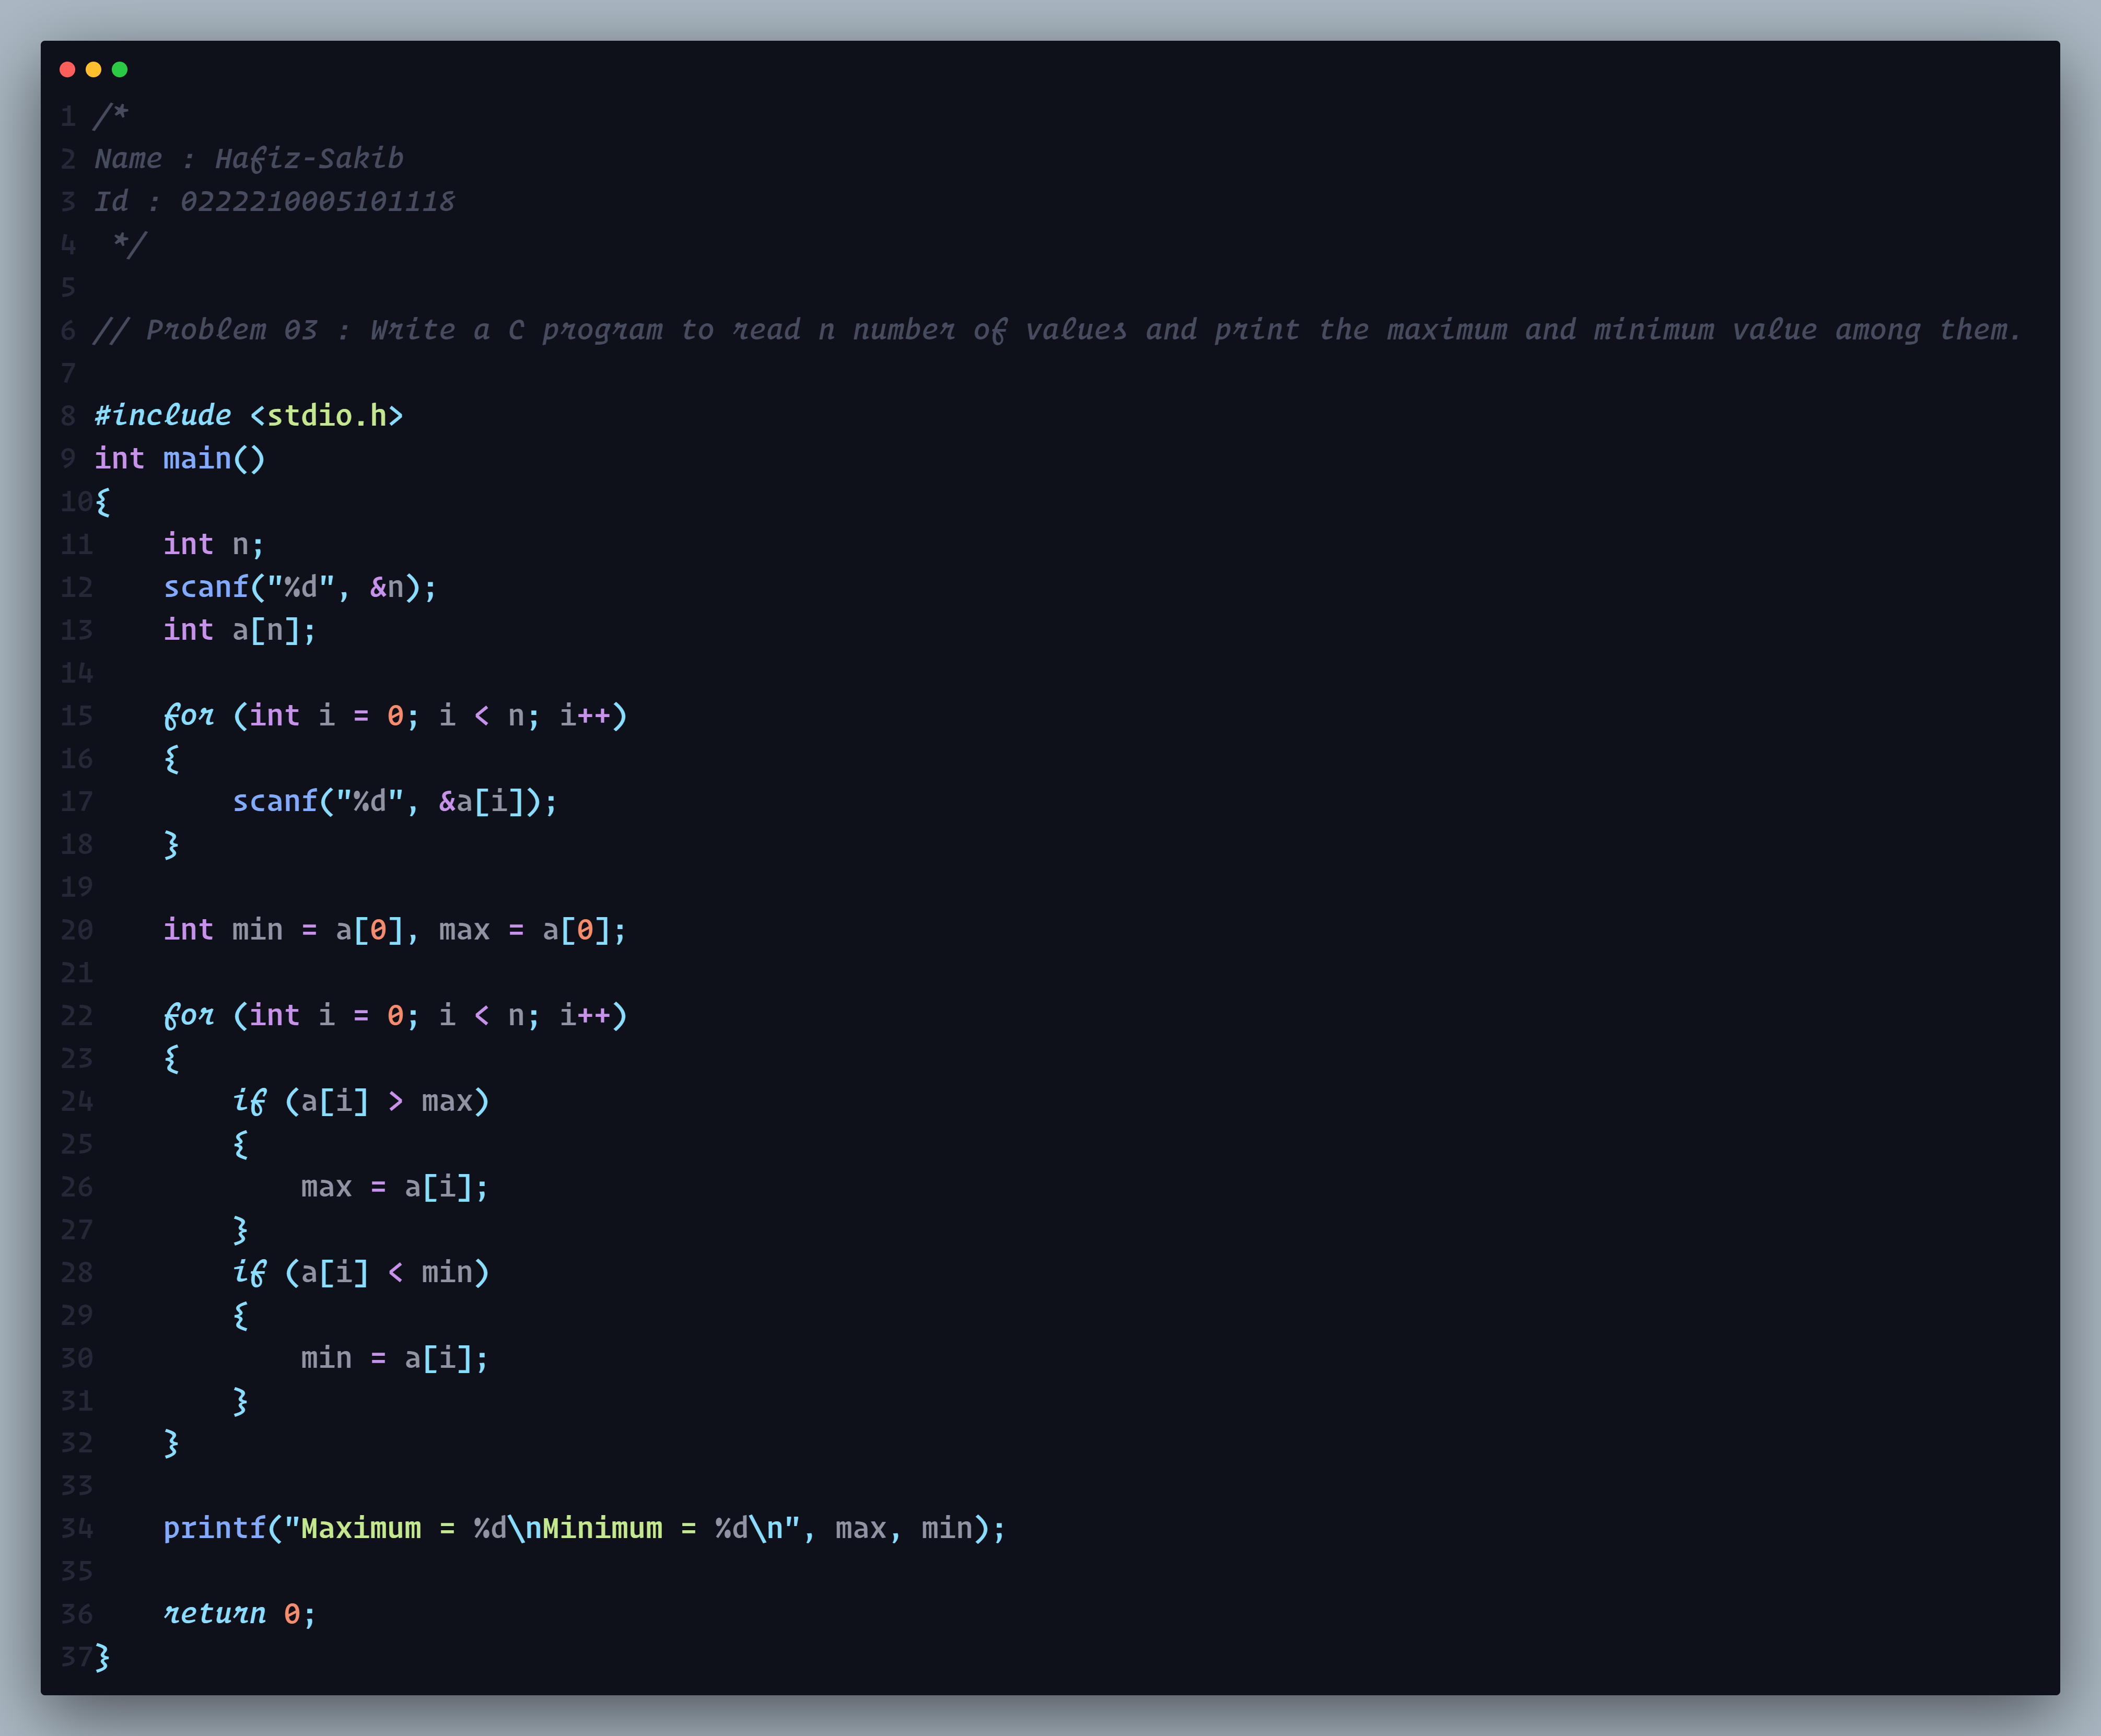 1 /*
2 Name : Hafiz-Sakib
3 Id : 0222210005101118
4  */
5
6 // Problem 03 : Write a C program to read n number of values and print the maximum and minimum value among them.
7
8 #include <stdio.h>
9 int main()
10{
11    int n;
12    scanf("%d", &n);
13    int a[n];
14
15    for (int i = 0; i < n; i++)
16    {
17        scanf("%d", &a[i]);
18    }
19
20    int min = a[0], max = a[0];
21
22    for (int i = 0; i < n; i++)
23    {
24        if (a[i] > max)
25        {
26            max = a[i];
27        }
28        if (a[i] < min)
29        {
30            min = a[i];
31        }
32    }
33
34    printf("Maximum = %d\nMinimum = %d\n", max, min);
35
36    return 0;
37}